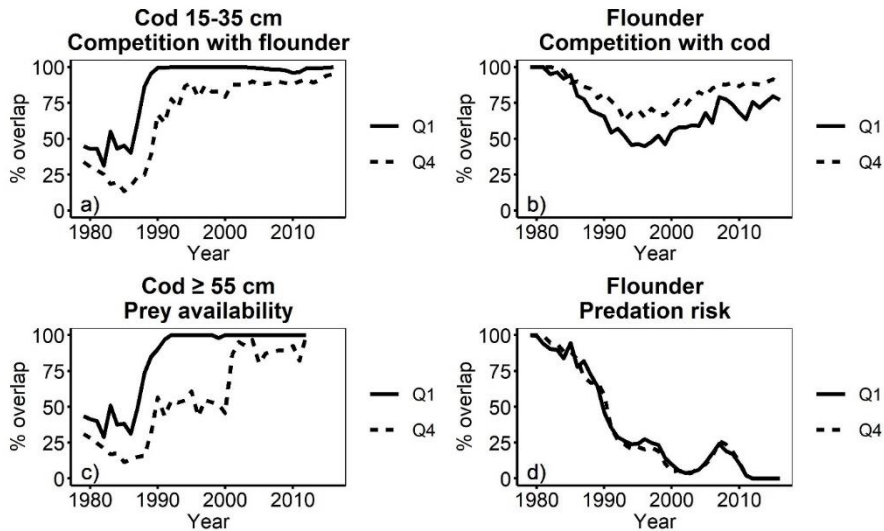 Cod 15-35 cm
Competition with flounder
% overlap
100
75
50
25
0
a)
1980 1990 2000 2010
Year
Q1
Q4
Flounder
Competition with cod
% overlap
100
75
50
25
0
b)
1980 1990 2000 2010
Year
Q1
Q4
Cod ≥ 55 cm
Prey availability
% overlap
100
75
50
25
0
c)
1980 1990 2000 2010
Year
Q1
Q4
Flounder
Predation risk
% overlap
100
75
50
25
0
d)
1980 1990 2000 2010
Year
Q1
Q4